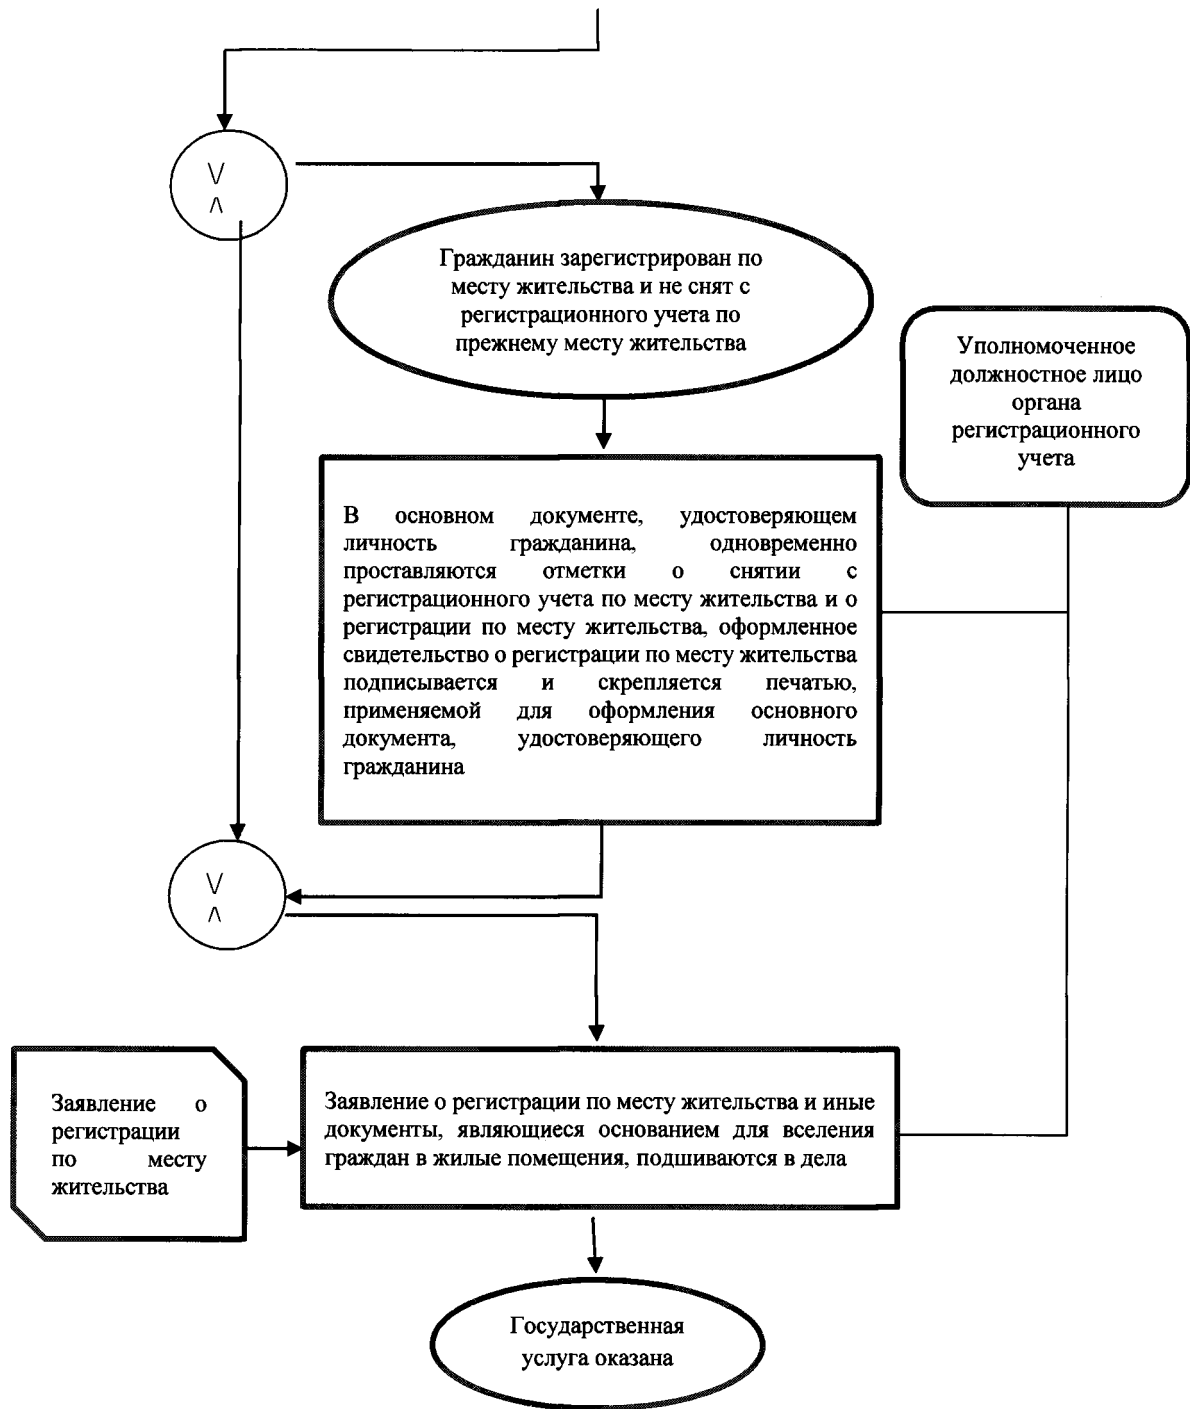 V
Λ
Гражданин зарегистрирован по
месту жительства и не снят с
регистрационного учета по
прежнему месту жительства
Уполномоченное
должностное лицо
органа
регистрационного
учета
В основном документе, удостоверяющем
личность гражданина, одновременно
проставляются отметки о снятии с
регистрационного учета по месту жительства и о
регистрации по месту жительства, оформленное
свидетельство о регистрации по месту жительства
подписывается и скрепляется печатью,
применяемой для оформления основного
документа, удостоверяющего личность
гражданина
V
Λ
Заявление о
регистрации
по месту
жительства
Заявление о регистрации по месту жительства и иные
документы, являющиеся основанием для вселения
граждан в жилые помещения, подшиваются в дела
Государственная
услуга оказана